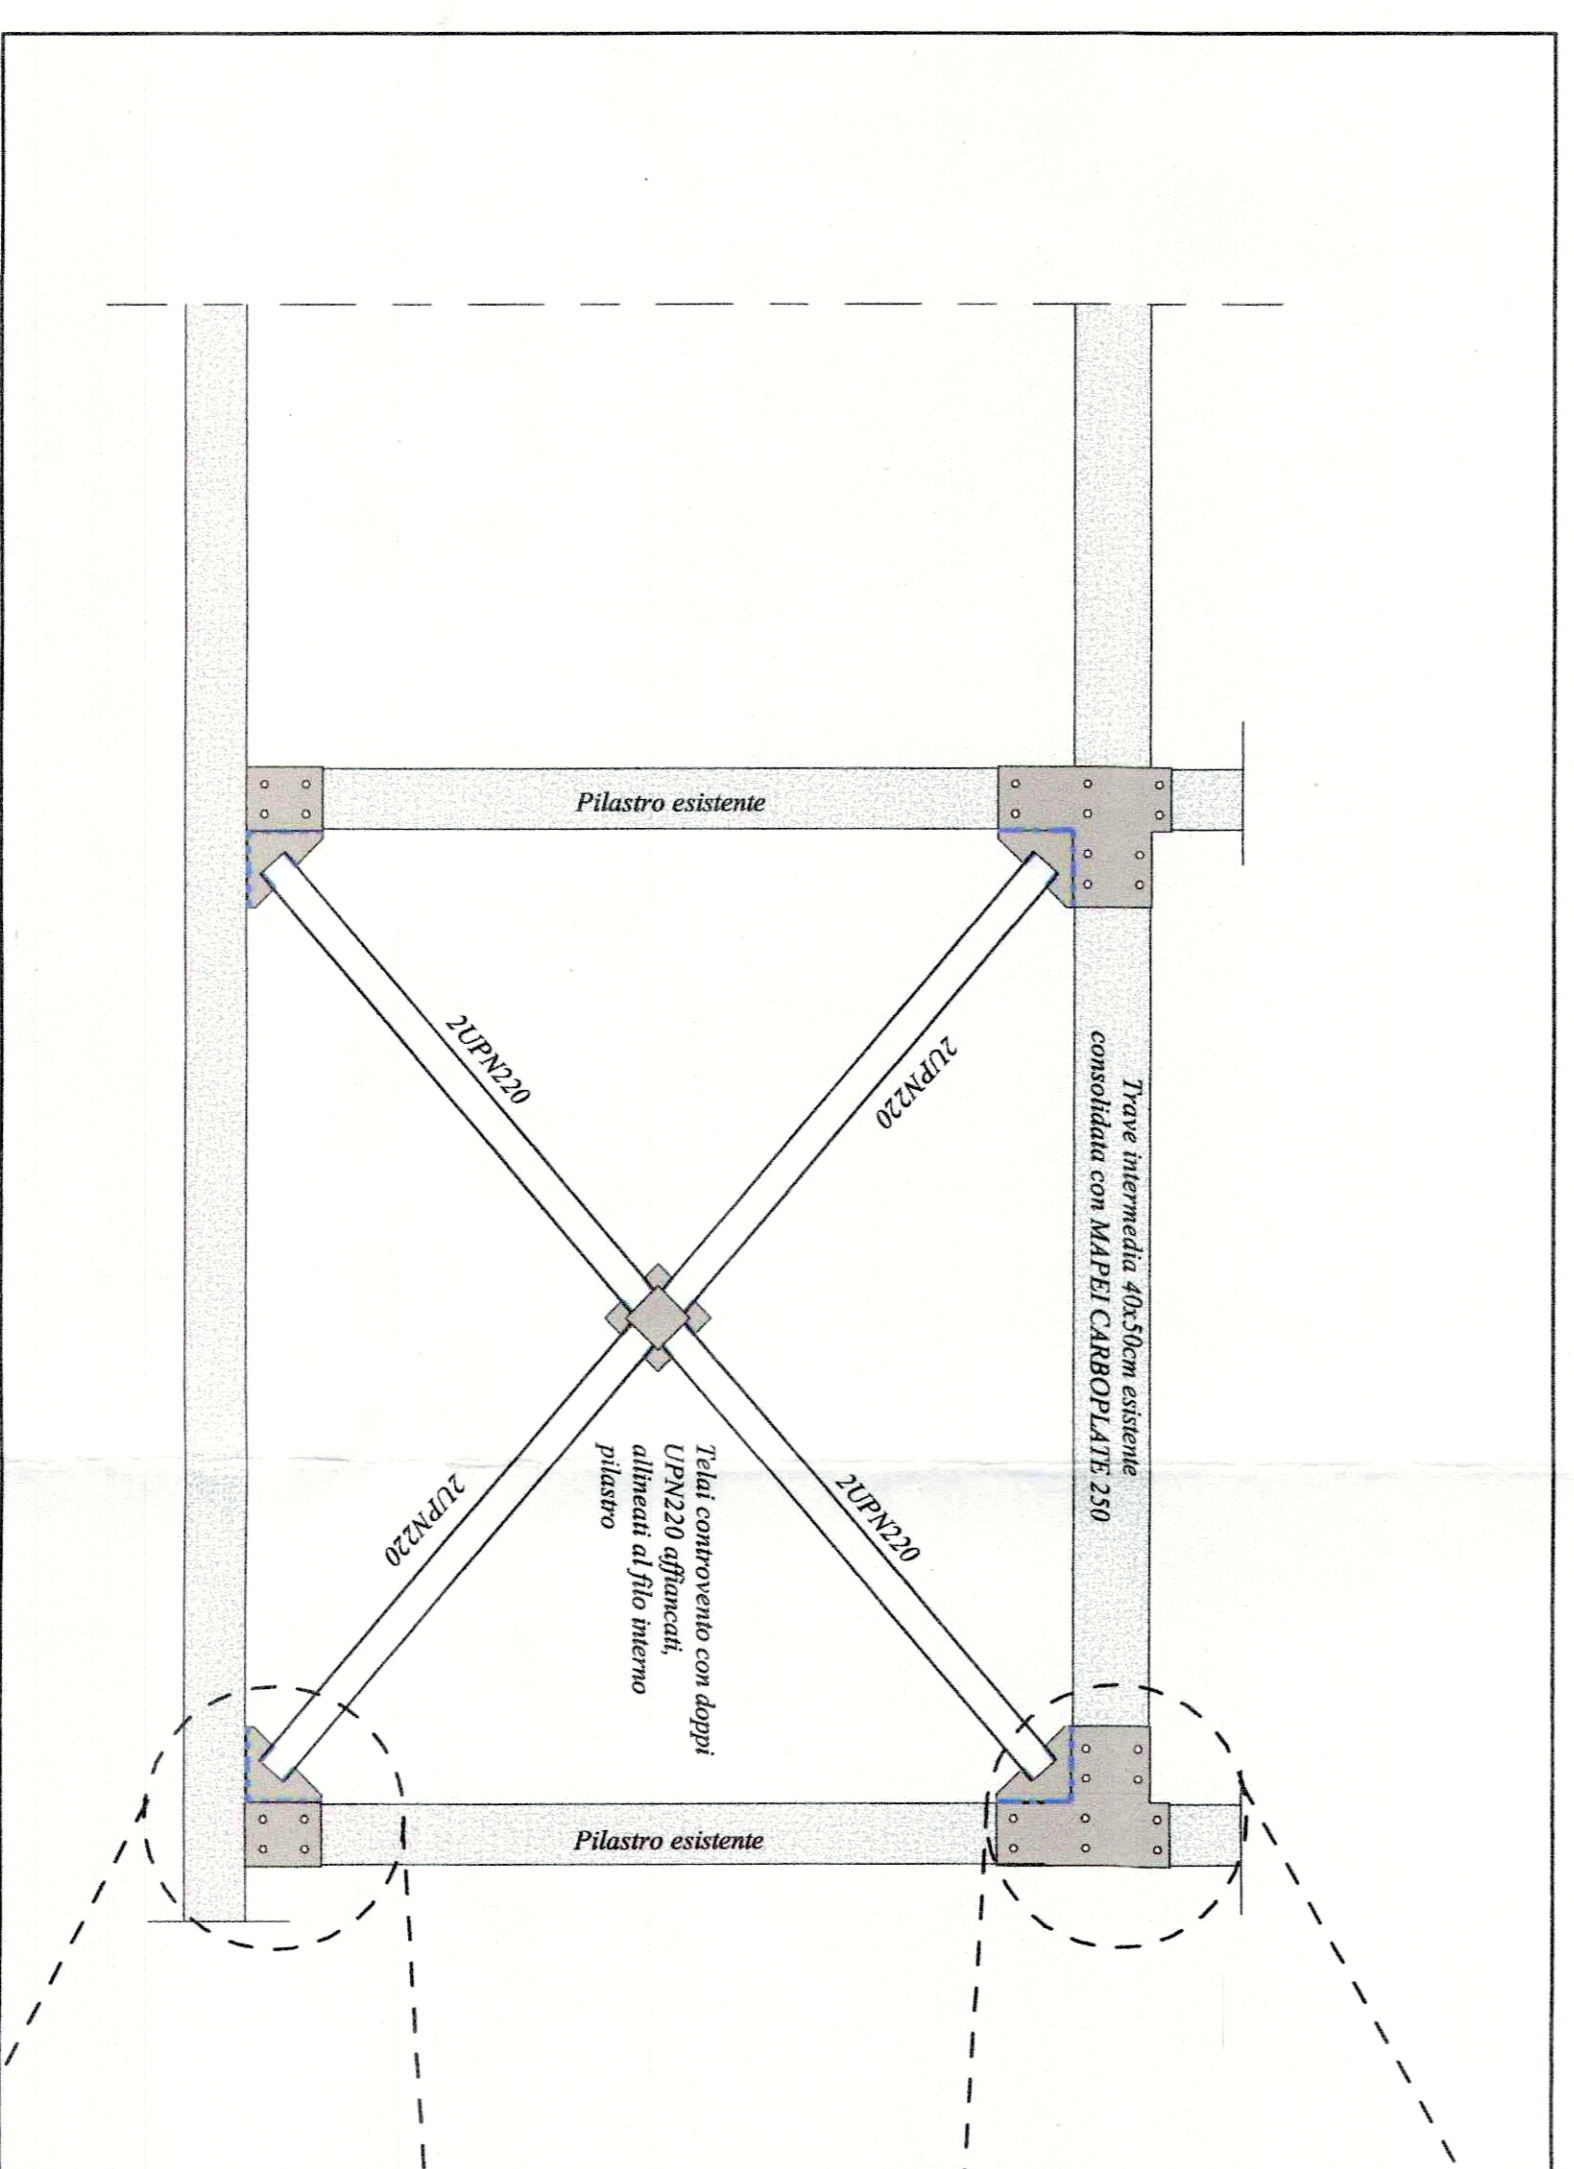 Pilastro esistente
2UPN220
2UPN220
Trave intermedia 40x50cm esistente
consolidata con MAPEI CARBOPLATE 250
Telai controvento con doppi
UPN220 affiancati,
allineati al filo interno
pilastro
2UPN220
2UPN220
Pilastro esistente